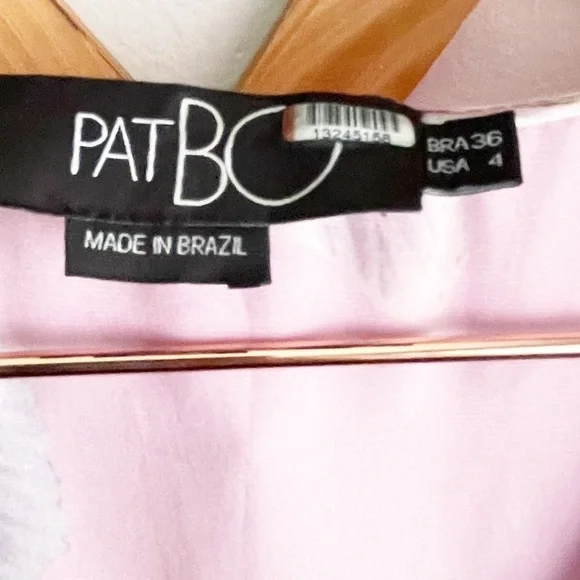 PATBO
13245158
BRA 36
USA 4
MADE IN BRAZIL